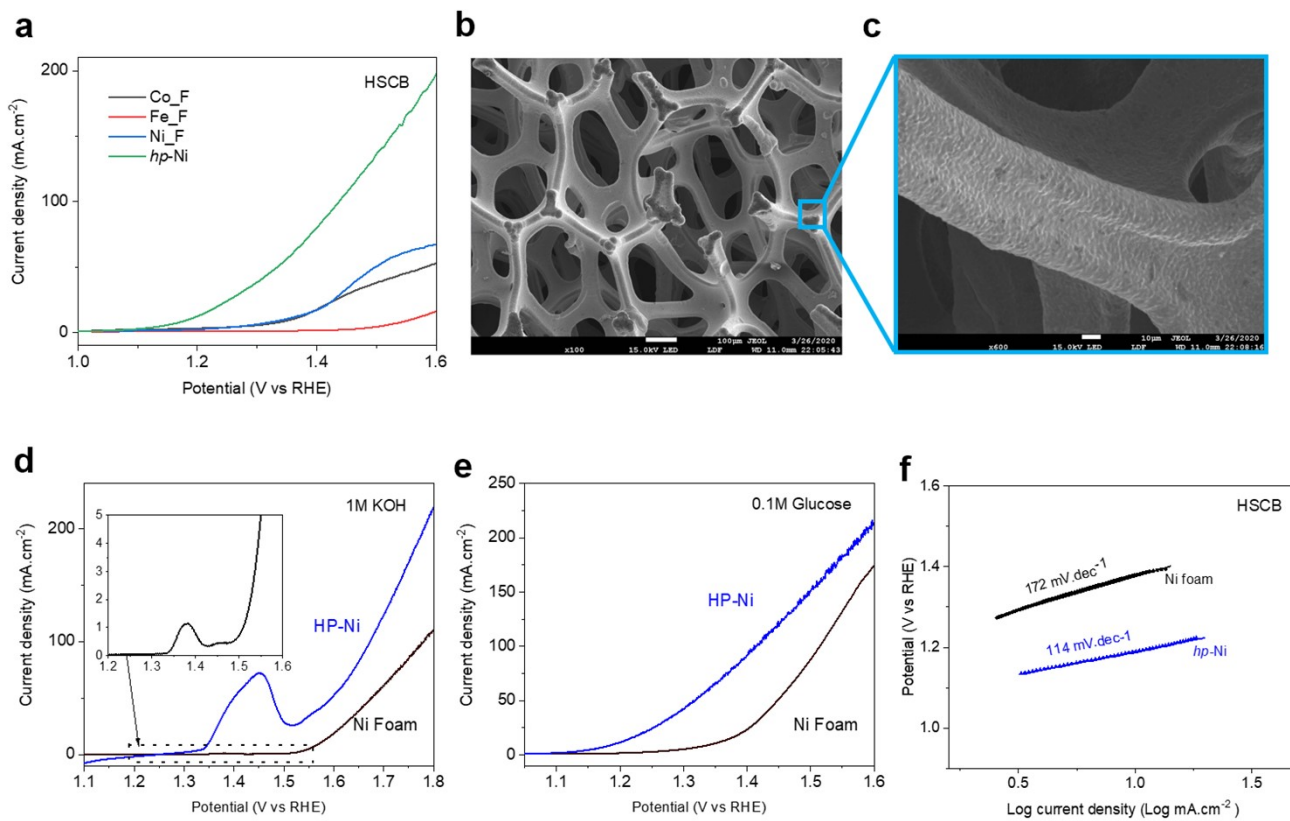 a
200
100
0
1.0
1.2
1.4
1.6
Current density (mA.cm-2)
Potential (V vs RHE)
HSCB
Co_F
Fe_F
Ni_F
hp-Ni
b
100µm JEOL 3/26/2020
x100 15.0kV LED LDF WD 11.0mm 22:05:43
c
10µm JEOL 3/26/2020
x600 15.0kV LED LDF WD 11.0mm 22:08:16
d
1M KOH
200
100
0
1.1 1.2 1.3 1.4 1.5 1.6 1.7 1.8
Current density (mA.cm-2)
Potential (V vs RHE)
5
4
3
2
1
0
1.2 1.3 1.4 1.5 1.6
HP-Ni
Ni Foam
e
0.1M Glucose
250
200
150
100
50
0
1.1 1.2 1.3 1.4 1.5 1.6
Current density (mA.cm-2)
Potential (V vs RHE)
HP-Ni
Ni Foam
f
HSCB
1.6
1.5
1.4
1.3
1.2
1.1
1.0
0.9
0.5 1.0 1.5
Potential (V vs RHE)
Log current density (Log mA.cm-2)
172 mV.dec-1
Ni foam
114 mV.dec-1
hp-Ni